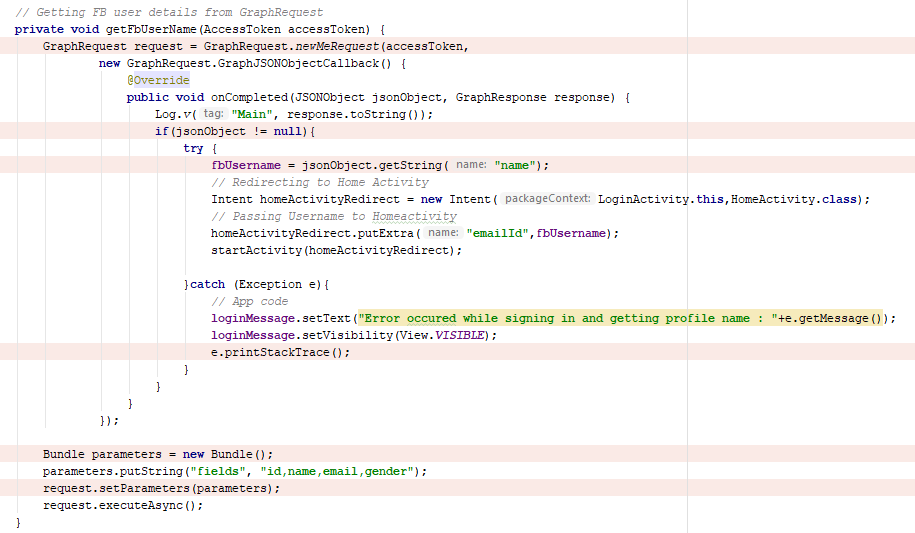 // Getting FB user details from GraphRequest
private void getFbUserName(AccessToken accessToken) {
    GraphRequest request = GraphRequest.newMeRequest(accessToken,
            new GraphRequest.GraphJSONObjectCallback() {
                @Override
                public void onCompleted(JSONObject jsonObject, GraphResponse response) {
                    Log.v( tag: "Main", response.toString());
                    if(jsonObject != null){
                        try {
                            fbUsername = jsonObject.getString( name: "name");
                            // Redirecting to Home Activity
                            Intent homeActivityRedirect = new Intent( packageContext: LoginActivity.this,HomeActivity.class);
                            // Passing Username to Homeactivity
                            homeActivityRedirect.putExtra( name: "emailId",fbUsername);
                            startActivity(homeActivityRedirect);

                        }catch (Exception e){
                            // App code
                            loginMessage.setText("Error occured while signing in and getting profile name : "+e.getMessage());
                            loginMessage.setVisibility(View.VISIBLE);
                            e.printStackTrace();
                        }
                    }
                }
            });

    Bundle parameters = new Bundle();
    parameters.putString("fields", "id,name,email,gender");
    request.setParameters(parameters);
    request.executeAsync();
}